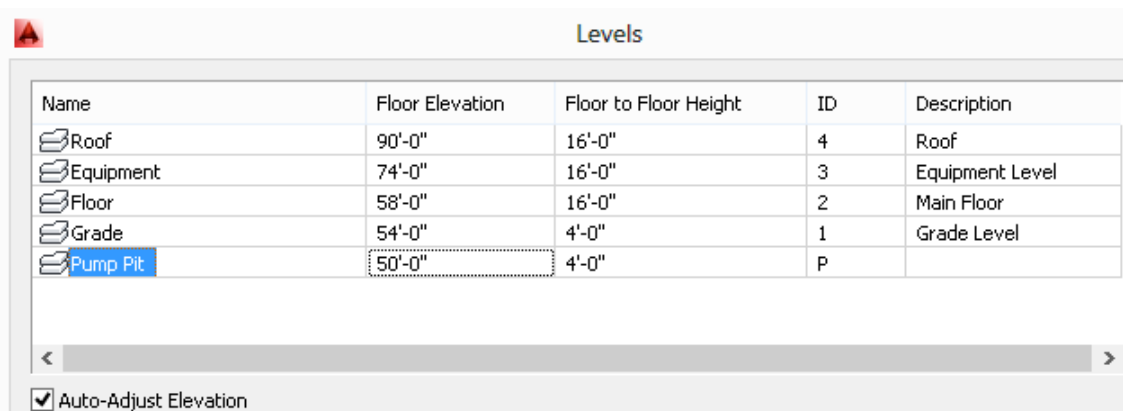 Levels
Name Floor Elevation Floor to Floor Height ID Description
Roof 90'-0" 16'-0" 4 Roof
Equipment 74'-0" 16'-0" 3 Equipment Level
Floor 58'-0" 16'-0" 2 Main Floor
Grade 54'-0" 4'-0" 1 Grade Level
Pump Pit 50'-0" 4'-0" P
Auto-Adjust Elevation